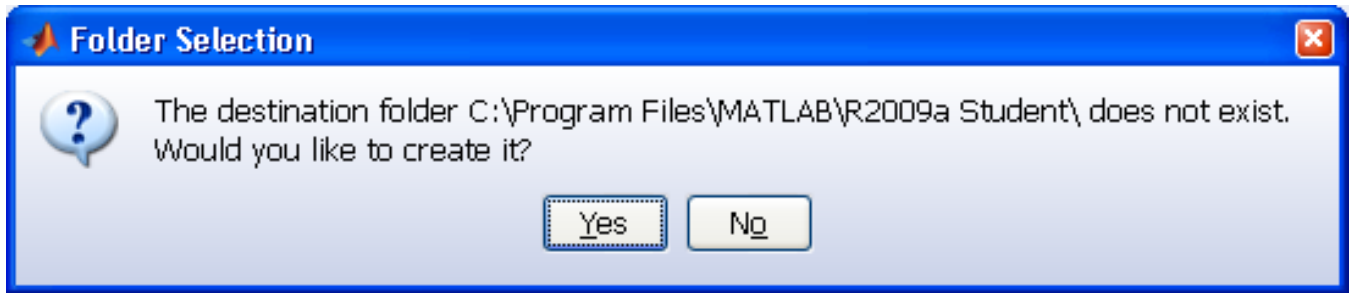 Folder Selection
The destination folder C:\Program Files\MATLAB\R2009a Student\ does not exist.
Would you like to create it?
Yes No